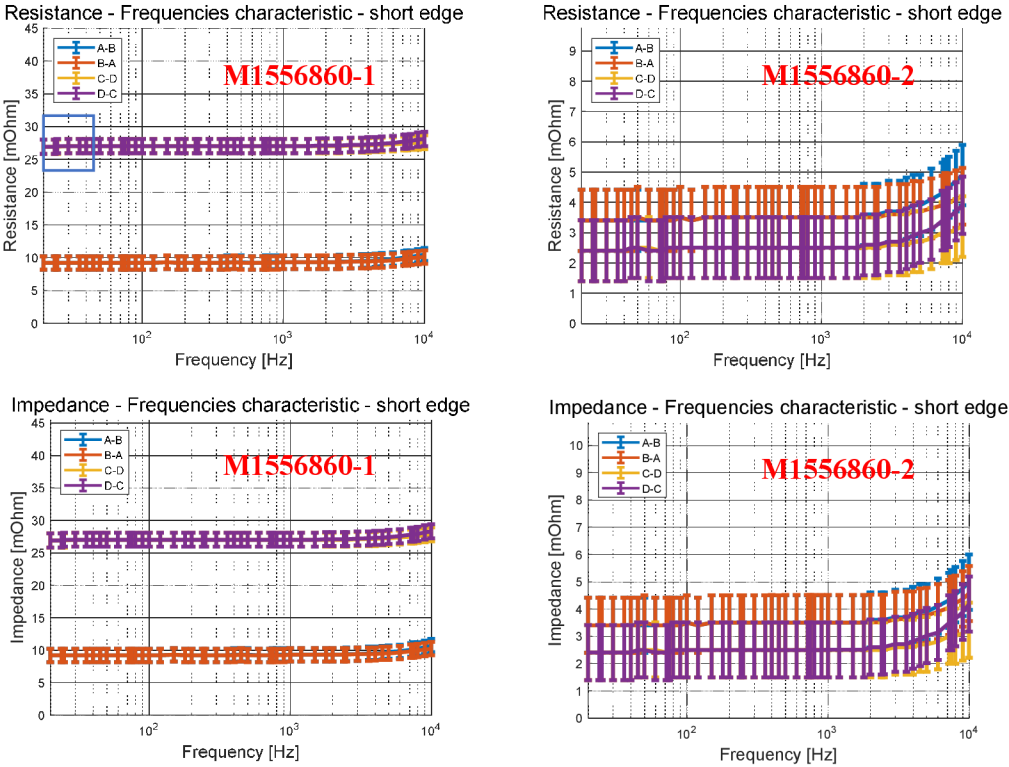 Resistance - Frequencies characteristic - short edge
45
40
35
30
25
20
15
10
5
0
Resistance [mOhm]
A-B
B-A
C-D
D-C
M1556860-1
10²
10³
10⁴
Frequency [Hz]
Resistance - Frequencies characteristic - short edge
9
8
7
6
5
4
3
2
1
0
Resistance [mOhm]
A-B
B-A
C-D
D-C
M1556860-2
10²
10³
10⁴
Frequency [Hz]
Impedance - Frequencies characteristic - short edge
45
40
35
30
25
20
15
10
5
0
Impedance [mOhm]
A-B
B-A
C-D
D-C
M1556860-1
10²
10³
10⁴
Frequency [Hz]
Impedance - Frequencies characteristic - short edge
10
9
8
7
6
5
4
3
2
1
0
Impedance [mOhm]
A-B
B-A
C-D
D-C
M1556860-2
10²
10³
10⁴
Frequency [Hz]